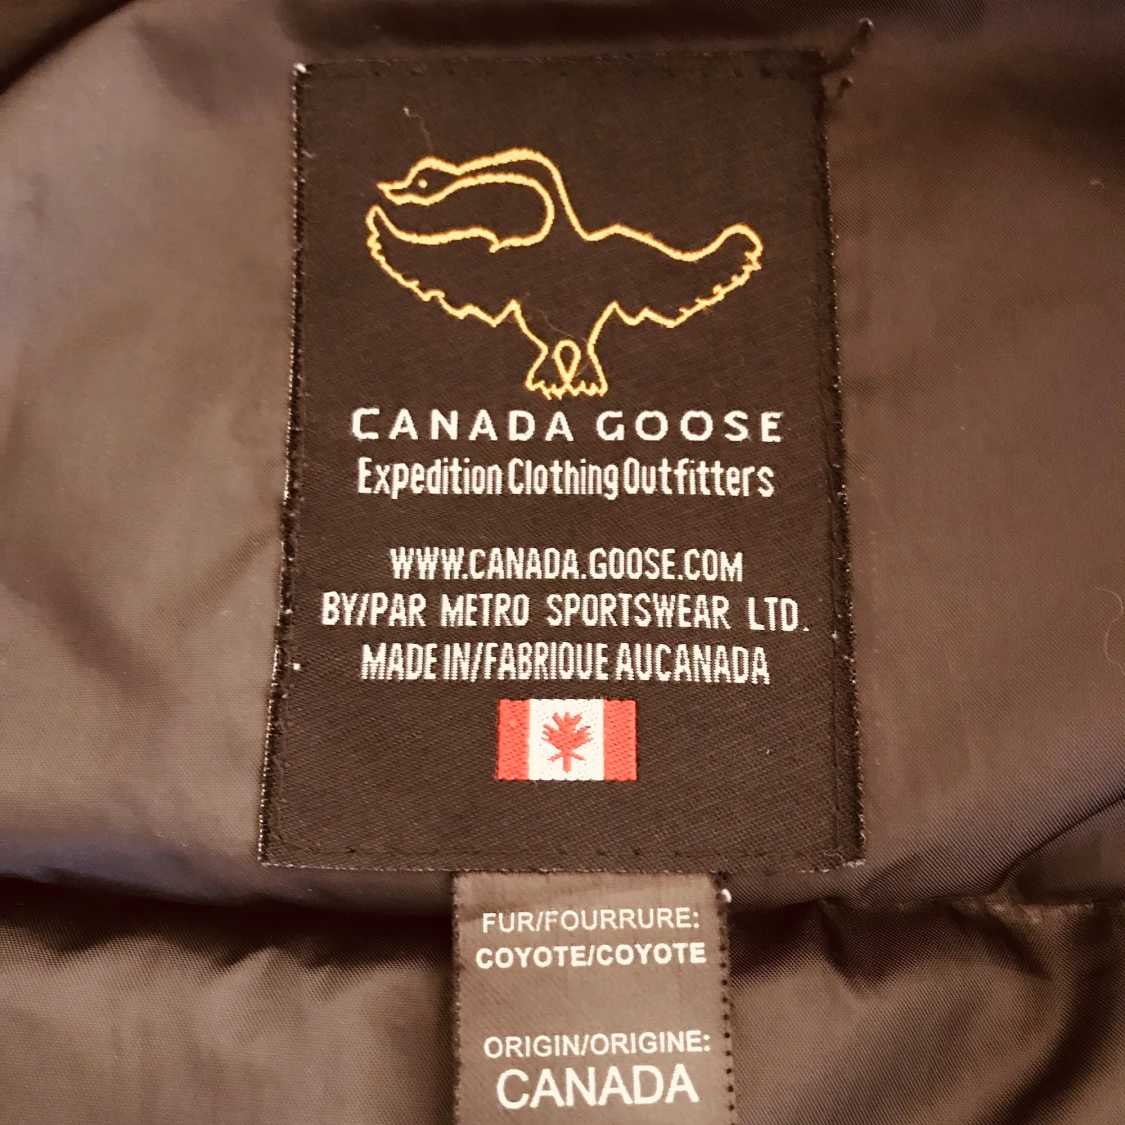 CANADA GOOSE
Expedition Clothing Outfitters
WWW.CANADA.GOOSE.COM
BY/PAR METRO SPORTSWEAR LTD.
MADE IN/FABRIQUE AUCANADA
FUR/FOURRURE:
COYOTE/COYOTE
ORIGIN/ORIGINE:
CANADA